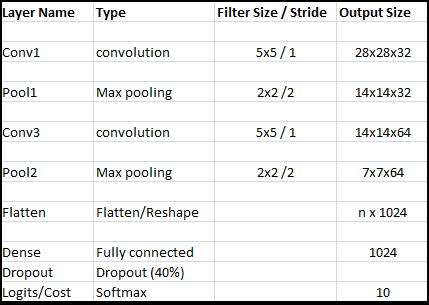 Layer Name Type Filter Size / Stride Output Size
Conv1 convolution 5x5 / 1 28x28x32
Pool1 Max pooling 2x2 /2 14x14x32
Conv3 convolution 5x5 / 1 14x14x64
Pool2 Max pooling 2x2 /2 7x7x64
Flatten Flatten/Reshape n x 1024
Dense Fully connected 1024
Dropout Dropout (40%)
Logits/Cost Softmax 10